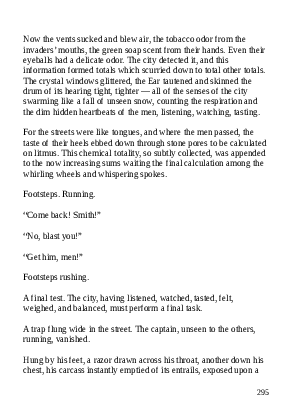 Now the vents sucked and blew air, the tobacco odor from the
invaders’ mouths, the green soap scent from their hands. Even their
eyeballs had a delicate odor. The city detected it, and this
information formed totals which scurried down to total other totals.
The crystal windows glittered, the Ear tautened and skinned the
drum of its hearing tight, tighter — all of the senses of the city
swarming like a fall of unseen snow, counting the respiration and
the dim hidden heartbeats of the men, listening, watching, tasting.
For the streets were like tongues, and where the men passed, the
taste of their heels ebbed down through stone pores to be calculated
on litmus. This chemical totality, so subtly collected, was appended
to the now increasing sums waiting the final calculation among the
whirling wheels and whispering spokes.
Footsteps. Running.
“Come back! Smith!”
“No, blast you!”
“Get him, men!”
Footsteps rushing.
A final test. The city, having listened, watched, tasted, felt,
weighed, and balanced, must perform a final task.
A trap flung wide in the street. The captain, unseen to the others,
running, vanished.
Hung by his feet, a razor drawn across his throat, another down his
chest, his carcass instantly emptied of its entrails, exposed upon a
295